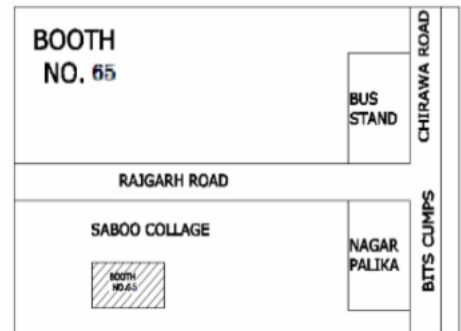 BOOTH
NO. 65
BUS
STAND
CHIRAWA ROAD
RAJGARH ROAD
SABOO COLLAGE
BOOTH
NO.65
NAGAR
PALIKA
BITS CUMPS